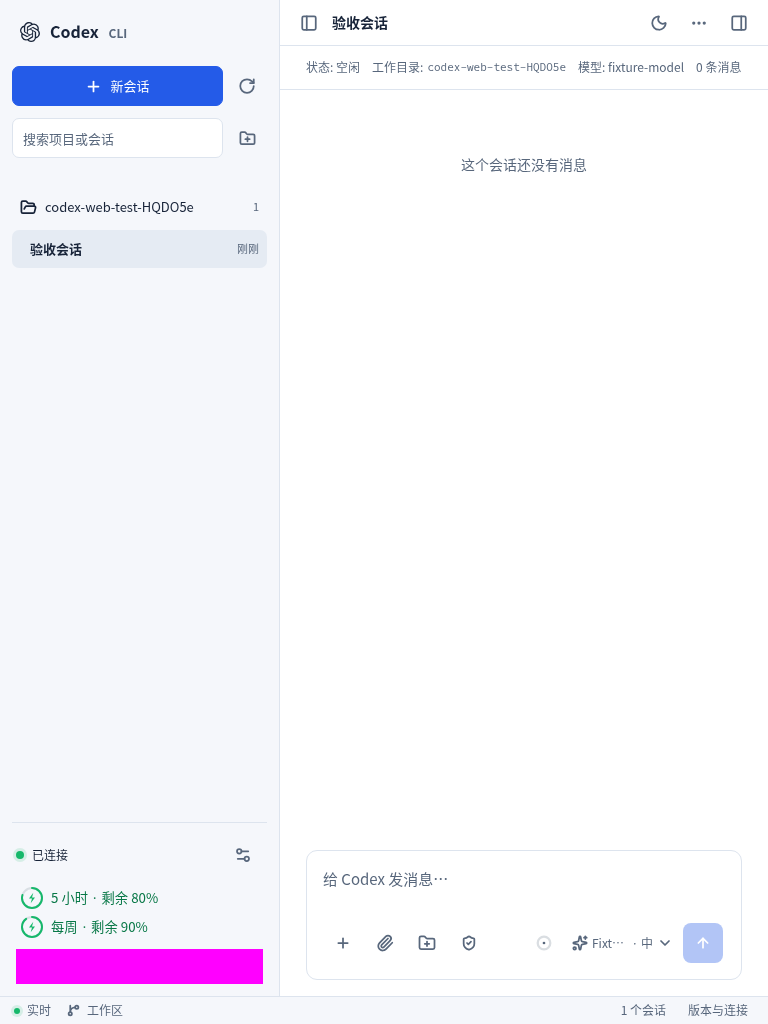 Codex CLI
新会话
搜索项目或会话
codex-web-test-HQDO5e 1
验收会话 刚刚
已连接
5 小时 · 剩余 80%
每周 · 剩余 90%
验收会话
状态: 空闲 工作目录: codex-web-test-HQDO5e 模型: fixture-model 0 条消息
这个会话还没有消息
给 Codex 发消息…
Fixt… · 中
实时 工作区 1 个会话 版本与连接